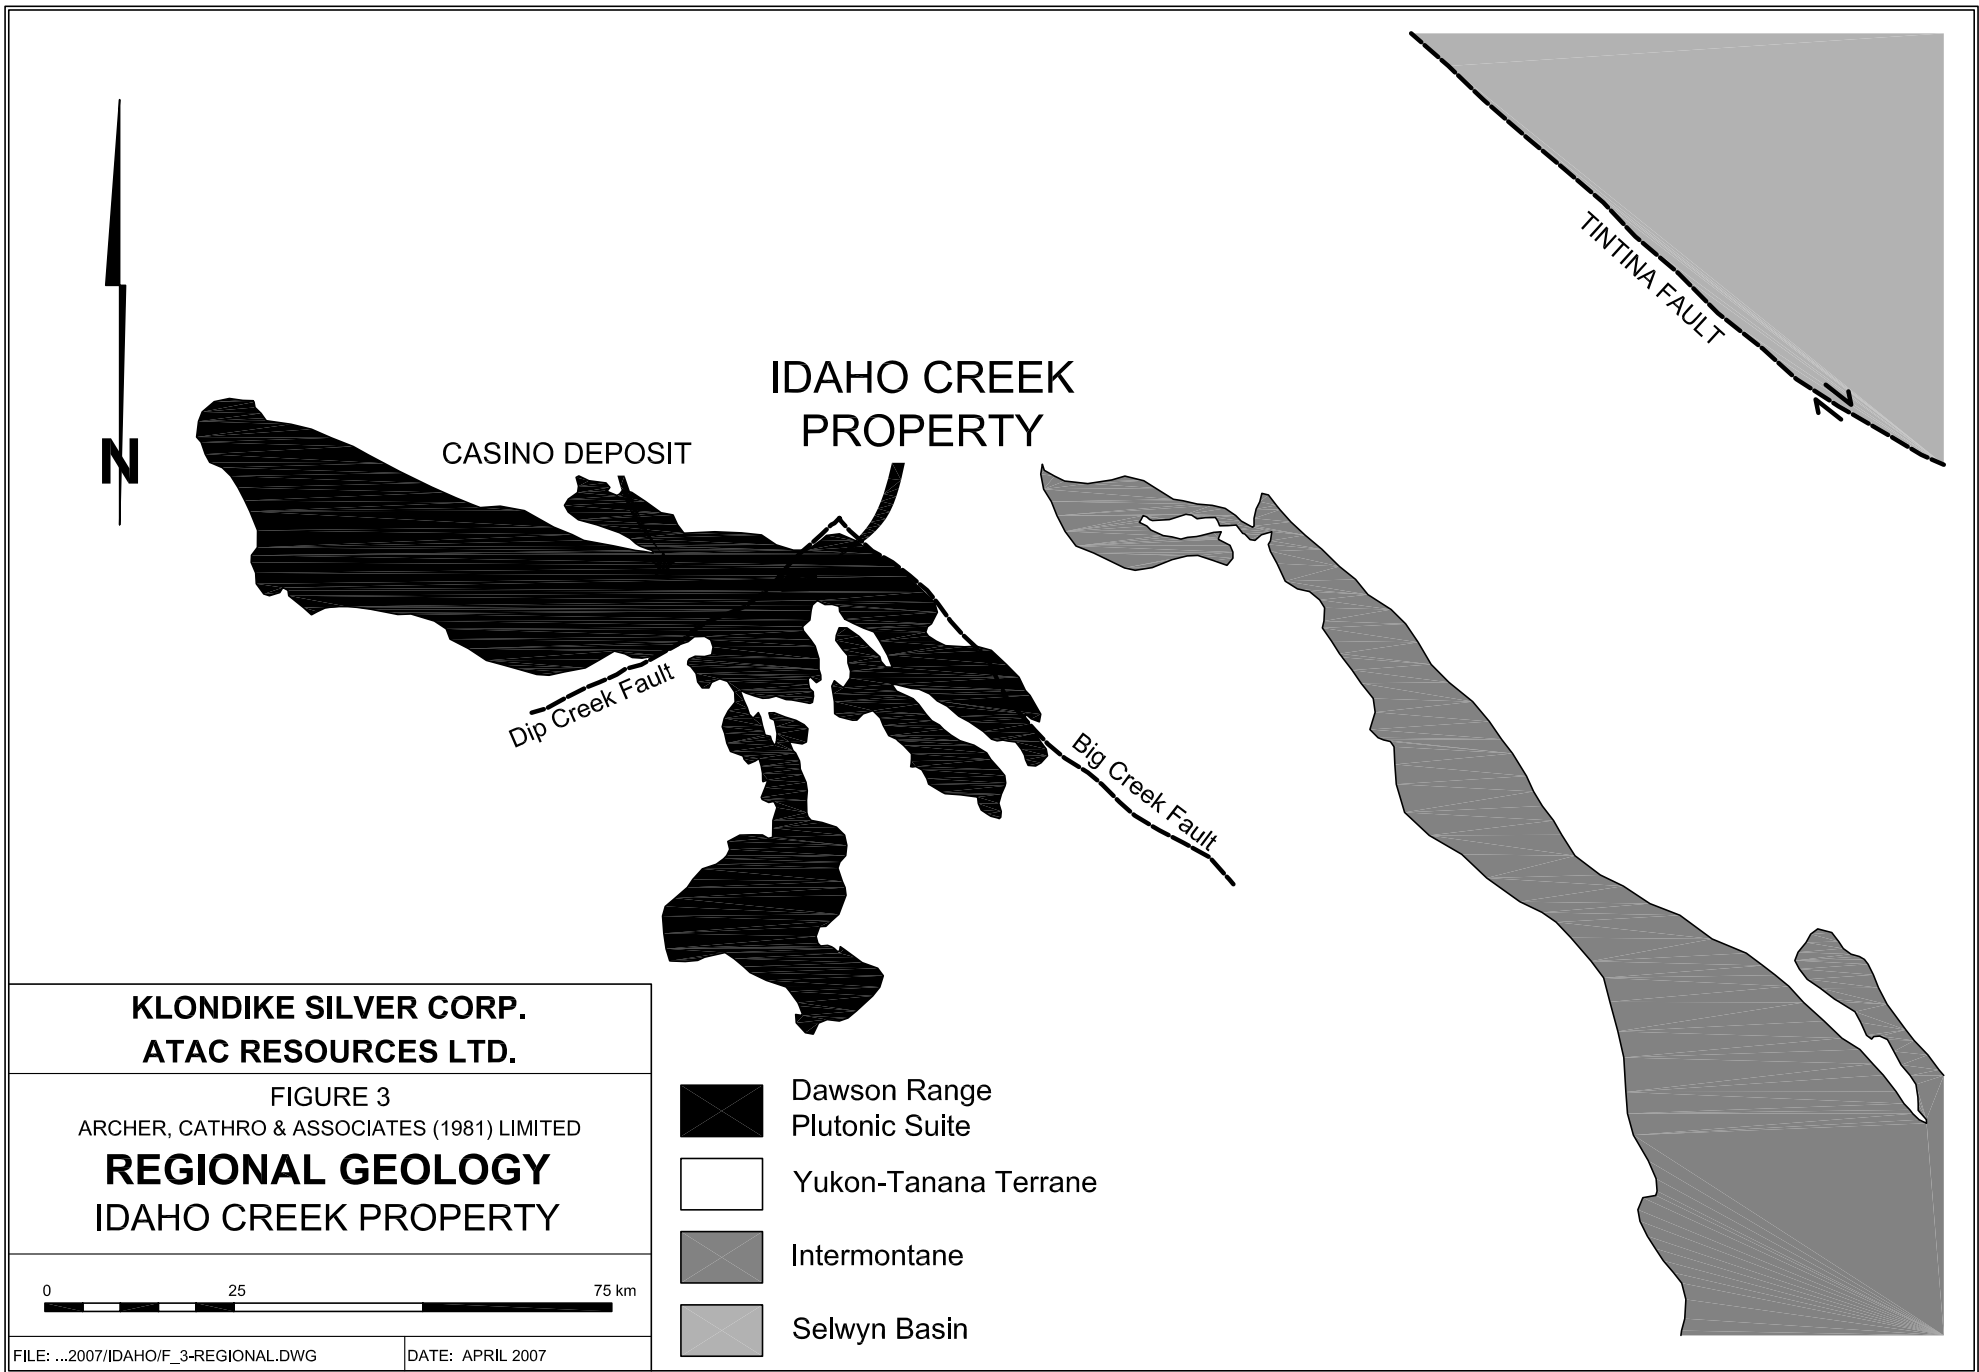 TINTINA FAULT
IDAHO CREEK
PROPERTY
CASINO DEPOSIT
N
Dip Creek Fault
Big Creek Fault
KLONDIKE SILVER CORP.
ATAC RESOURCES LTD.
FIGURE 3
ARCHER, CATHRO & ASSOCIATES (1981) LIMITED
REGIONAL GEOLOGY
IDAHO CREEK PROPERTY
0 25 75 km
FILE: ...2007/IDAHO/F_3-REGIONAL.DWG DATE: APRIL 2007
Dawson Range
Plutonic Suite
Yukon-Tanana Terrane
Intermontane
Selwyn Basin